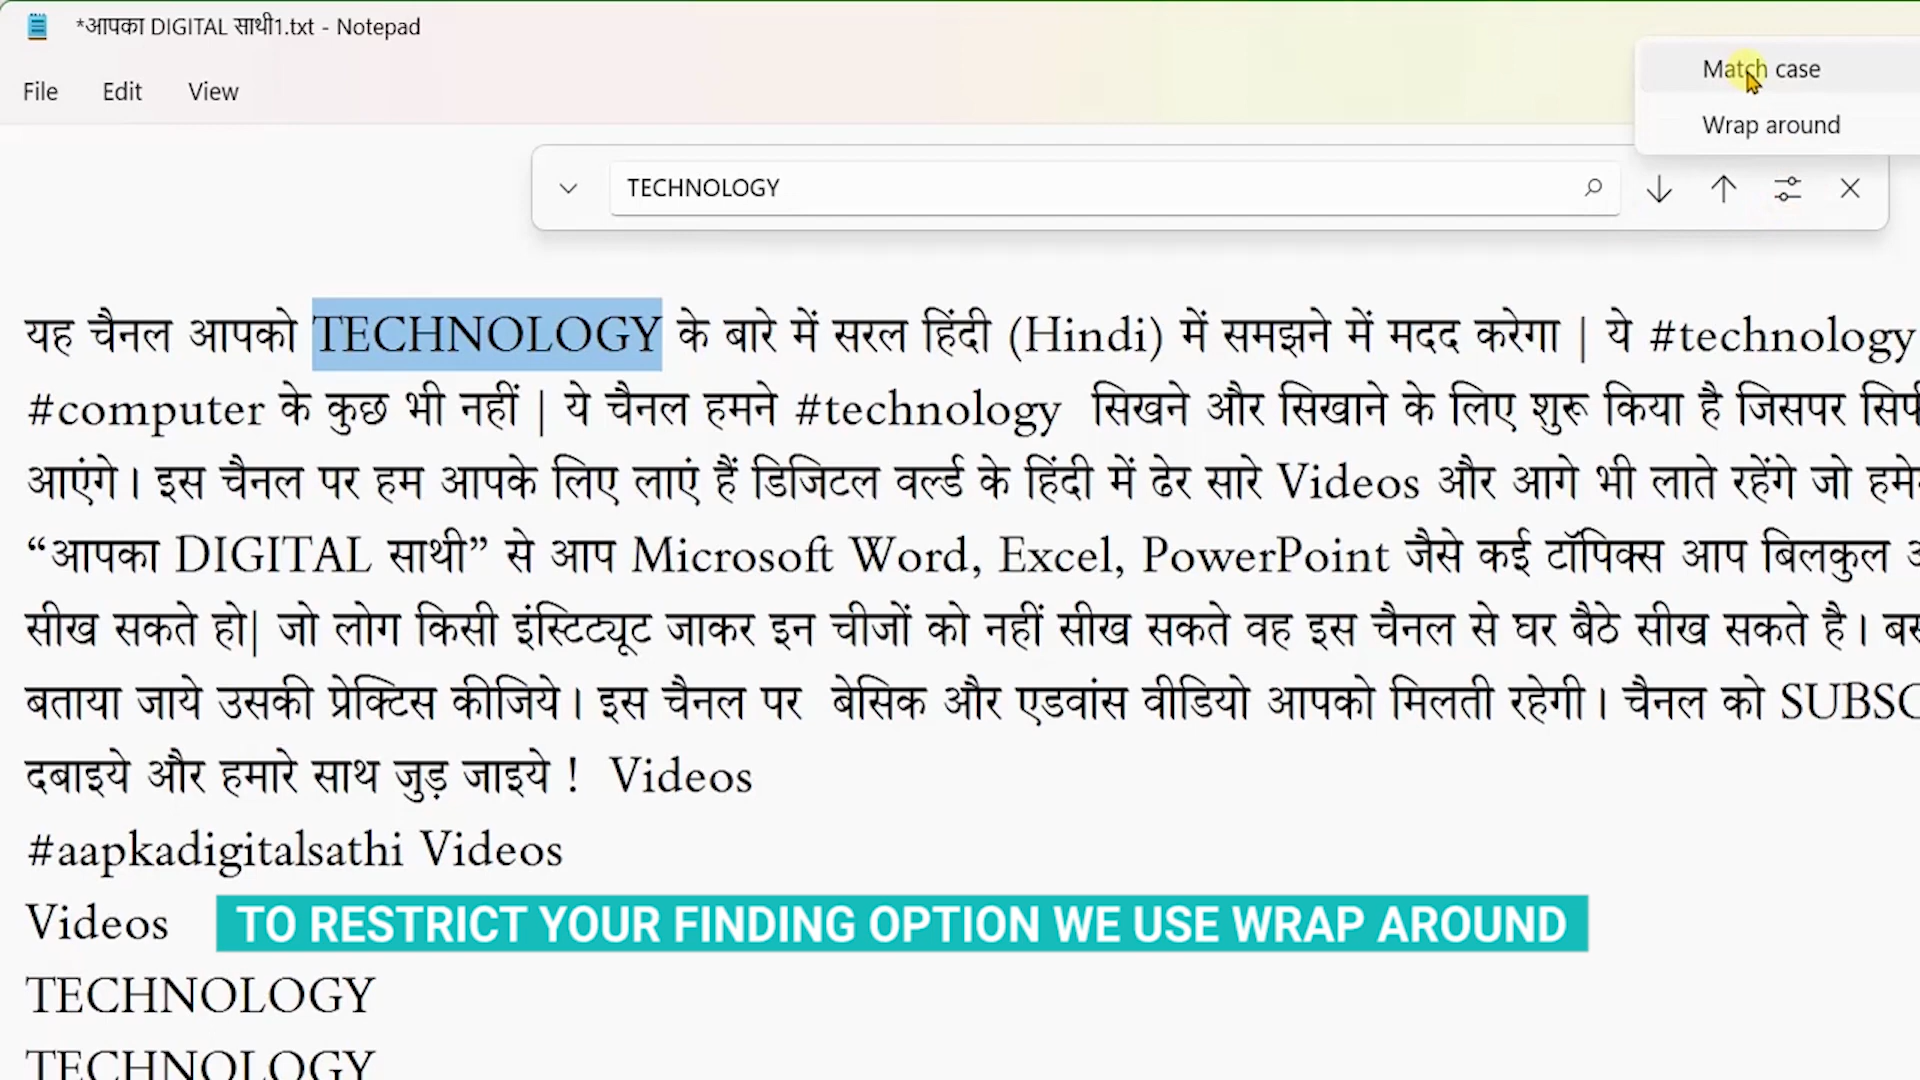 *आपका DIGITAL साथी1.txt - Notepad
File Edit View
Match case
Wrap around
TECHNOLOGY
यह चैनल आपको TECHNOLOGY के बारे में सरल हिंदी (Hindi) में समझने में मदद करेगा | ये #technology
#computer के कुछ भी नहीं | ये चैनल हमने #technology सिखने और सिखाने के लिए शुरू किया है जिसपर
आएंगे। इस चैनल पर हम आपके लिए लाएं हैं डिजिटल वर्ल्ड के हिंदी में ढेर सारे Videos और आगे भी लाते रहेंगे जो
“आपका DIGITAL साथी” से आप Microsoft Word, Excel, PowerPoint जैसे कई टॉपिक्स आप बिलकुल
सीख सकते हो| जो लोग किसी इंस्टिट्यूट जाकर इन चीजों को नहीं सीख सकते वह इस चैनल से घर बैठे सीख सकते है।
बताया जाये उसकी प्रेक्टिस कीजिये। इस चैनल पर बेसिक और एडवांस वीडियो आपको मिलती रहेगी। चैनल को
दबाइये और हमारे साथ जुड़ जाइये ! Videos
#aapkadigitalsathi Videos
Videos
TO RESTRICT YOUR FINDING OPTION WE USE WRAP AROUND
TECHNOLOGY
TECHNOLOGY